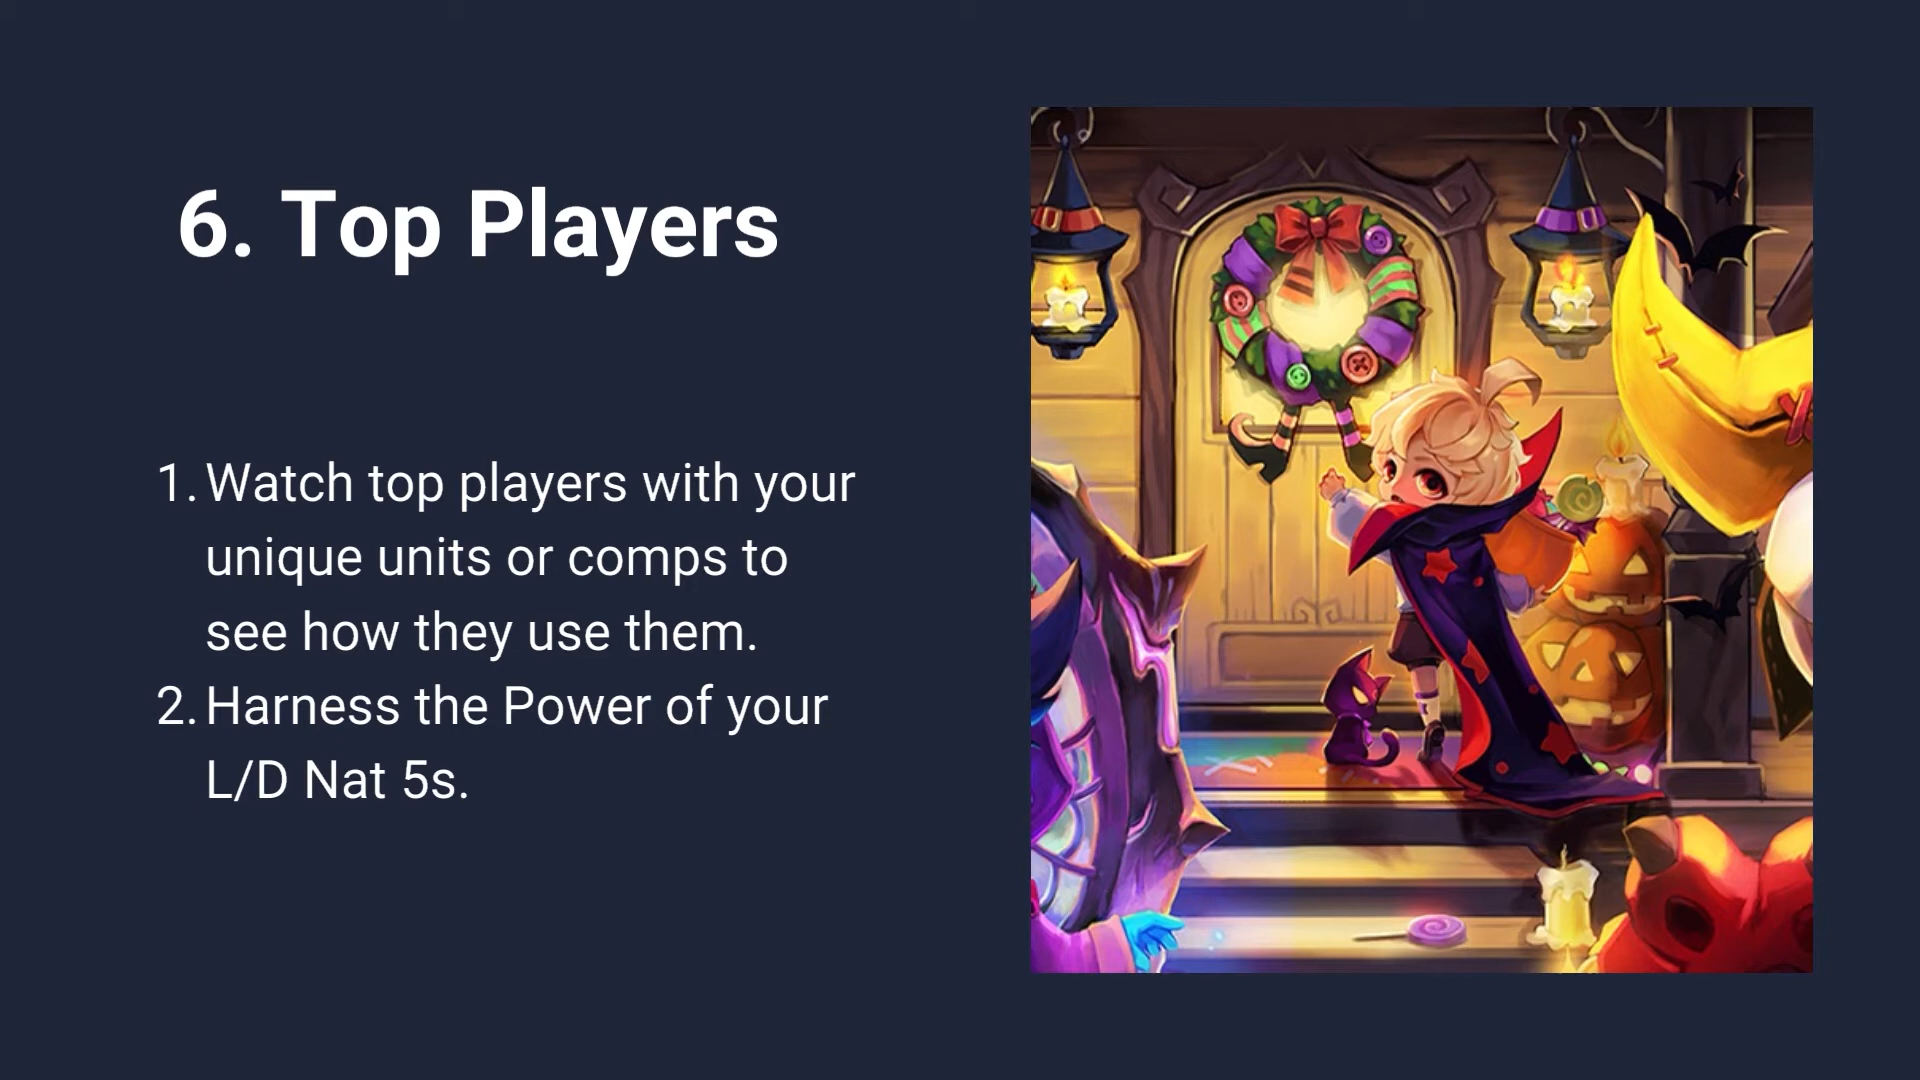 6. Top Players
1. Watch top players with your
unique units or comps to
see how they use them.
2. Harness the Power of your
L/D Nat 5s.